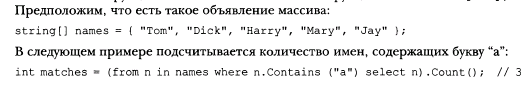 Предположим, что есть такое объявление массива:
string[] names = { "Tom", "Dick", "Harry", "Mary", "Jay" };
В следующем примере подсчитывается количество имен, содержащих букву “a”:
int matches = (from n in names where n.Contains ("a") select n).Count(); // 3